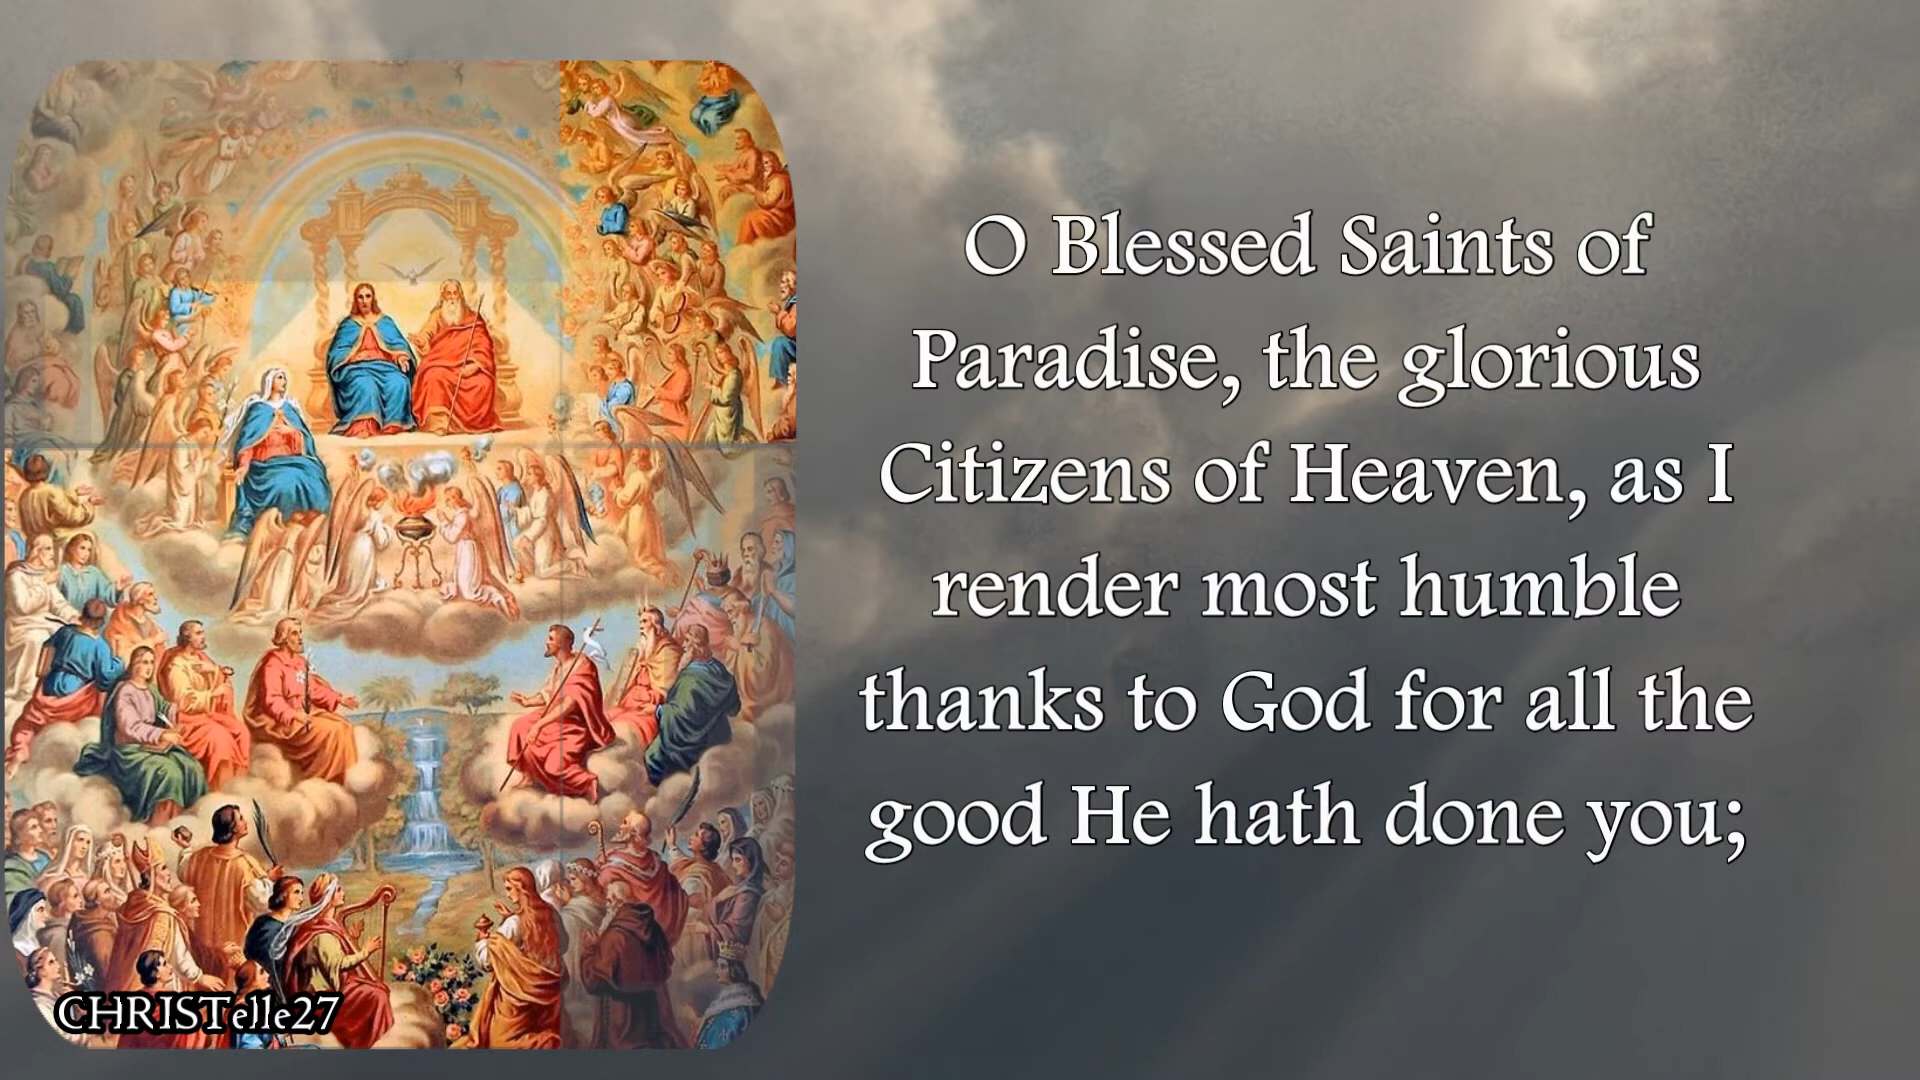 O Blessed Saints of
Paradise, the glorious
Citizens of Heaven, as I
render most humble
thanks to God for all the
good He hath done you;
CHRISTelle27